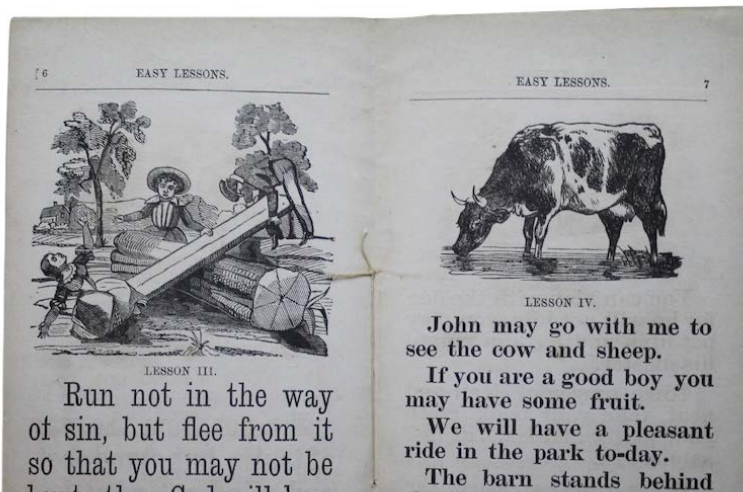 [ 6
EASY LESSONS.
LESSON III.
Run not in the way
of sin, but flee from it
so that you may not be
EASY LESSONS.
7
LESSON IV.
John may go with me to
see the cow and sheep.
If you are a good boy you
may have some fruit.
We will have a pleasant
ride in the park to-day.
The barn stands behind